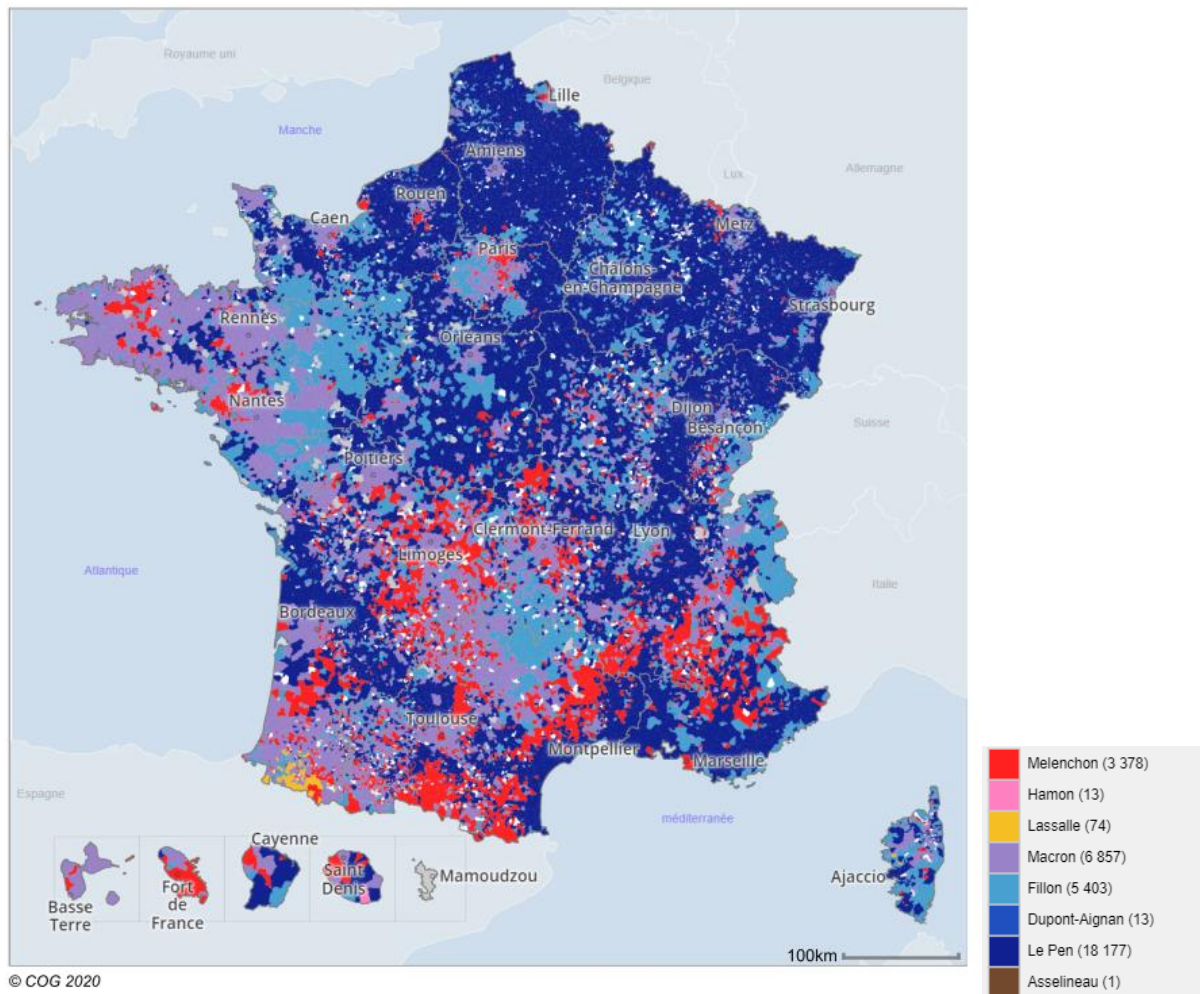 Royaume uni
Belgique
Lille
Manche
Amiens
Lux
Allemagne
Rouen
Caen
Metz
Paris
Châlons-
en-Champagne
Strasbourg
Rennes
Orléans
Nantes
Dijon
Besançon
Suisse
Poitiers
Clermont-Ferrand
Lyon
Limoges
Atlantique
Italie
Bordeaux
Toulouse
Montpellier
Marseille
Espagne
méditerranée
Cayenne
Saint
Denis
Mamoudzou
Fort
de
France
Basse
Terre
Ajaccio
100km
Melenchon (3 378)
Hamon (13)
Lassalle (74)
Macron (6 857)
Fillon (5 403)
Dupont-Aignan (13)
Le Pen (18 177)
Asselineau (1)
© COG 2020